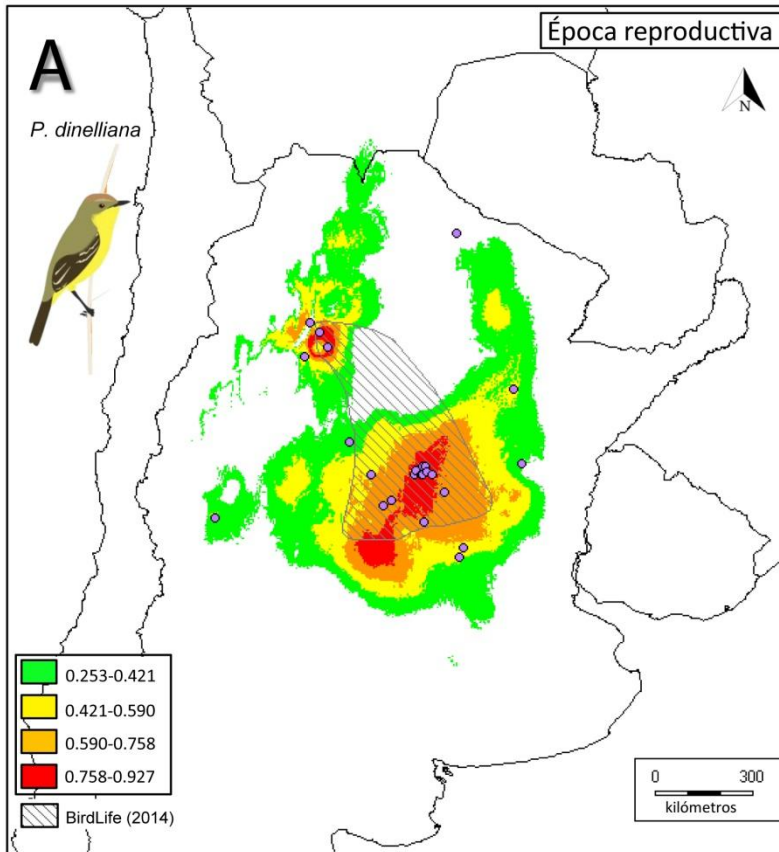 Época reproductiva
A
P. dinelliana
N
0.253-0.421
0.421-0.590
0.590-0.758
0.758-0.927
BirdLife (2014)
0 300
kilómetros